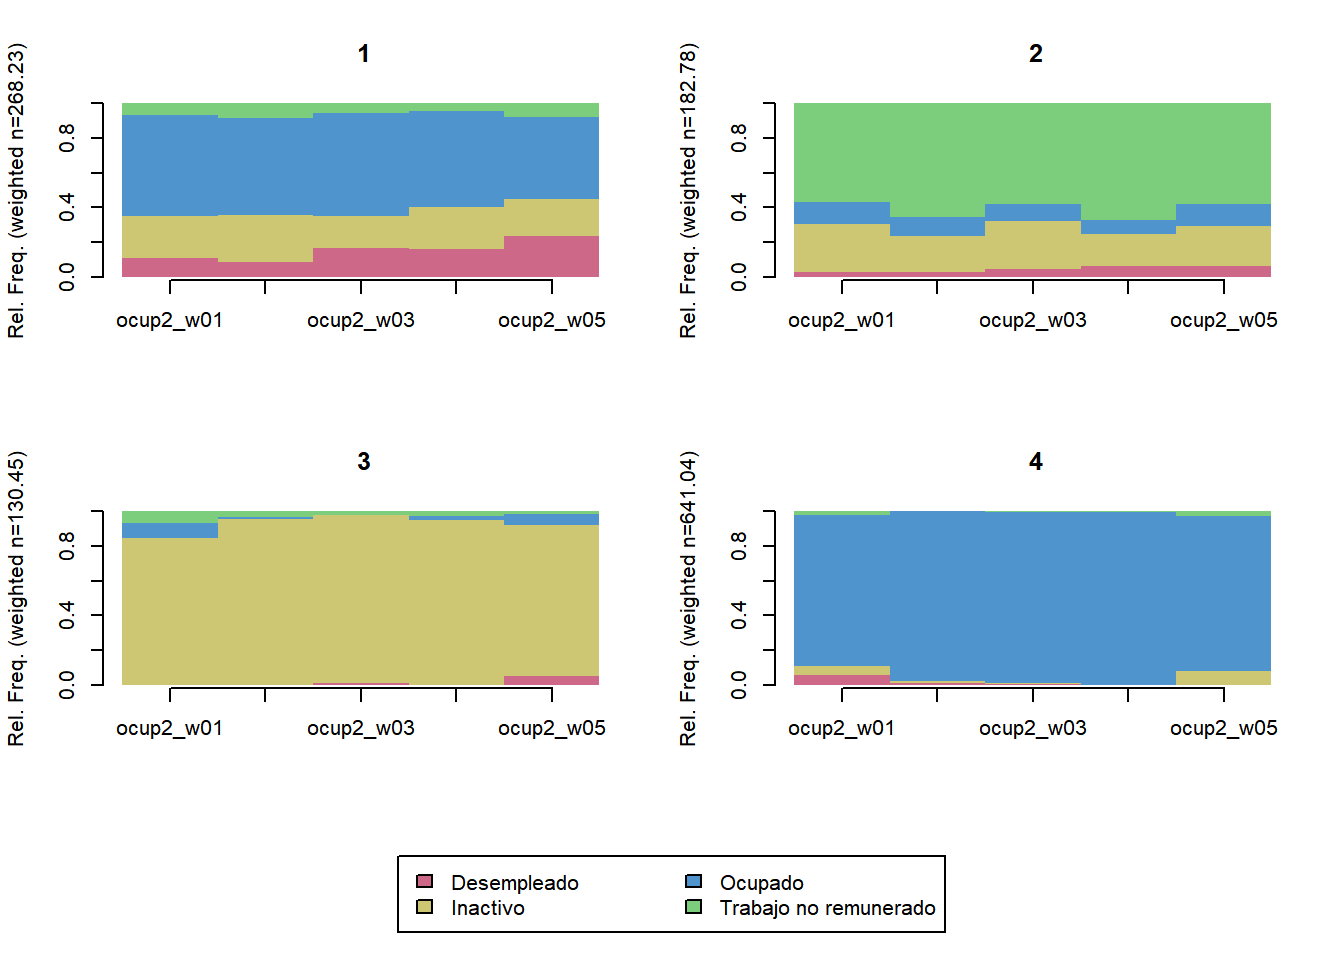 1
Rel. Freq. (weighted n=268.23)
0.8
0.4
0.0
ocup2_w01 ocup2_w03 ocup2_w05
2
Rel. Freq. (weighted n=182.78)
0.8
0.4
0.0
ocup2_w01 ocup2_w03 ocup2_w05
3
Rel. Freq. (weighted n=130.45)
0.8
0.4
0.0
ocup2_w01 ocup2_w03 ocup2_w05
4
Rel. Freq. (weighted n=641.04)
0.8
0.4
0.0
ocup2_w01 ocup2_w03 ocup2_w05
Desempleado
Inactivo
Ocupado
Trabajo no remunerado